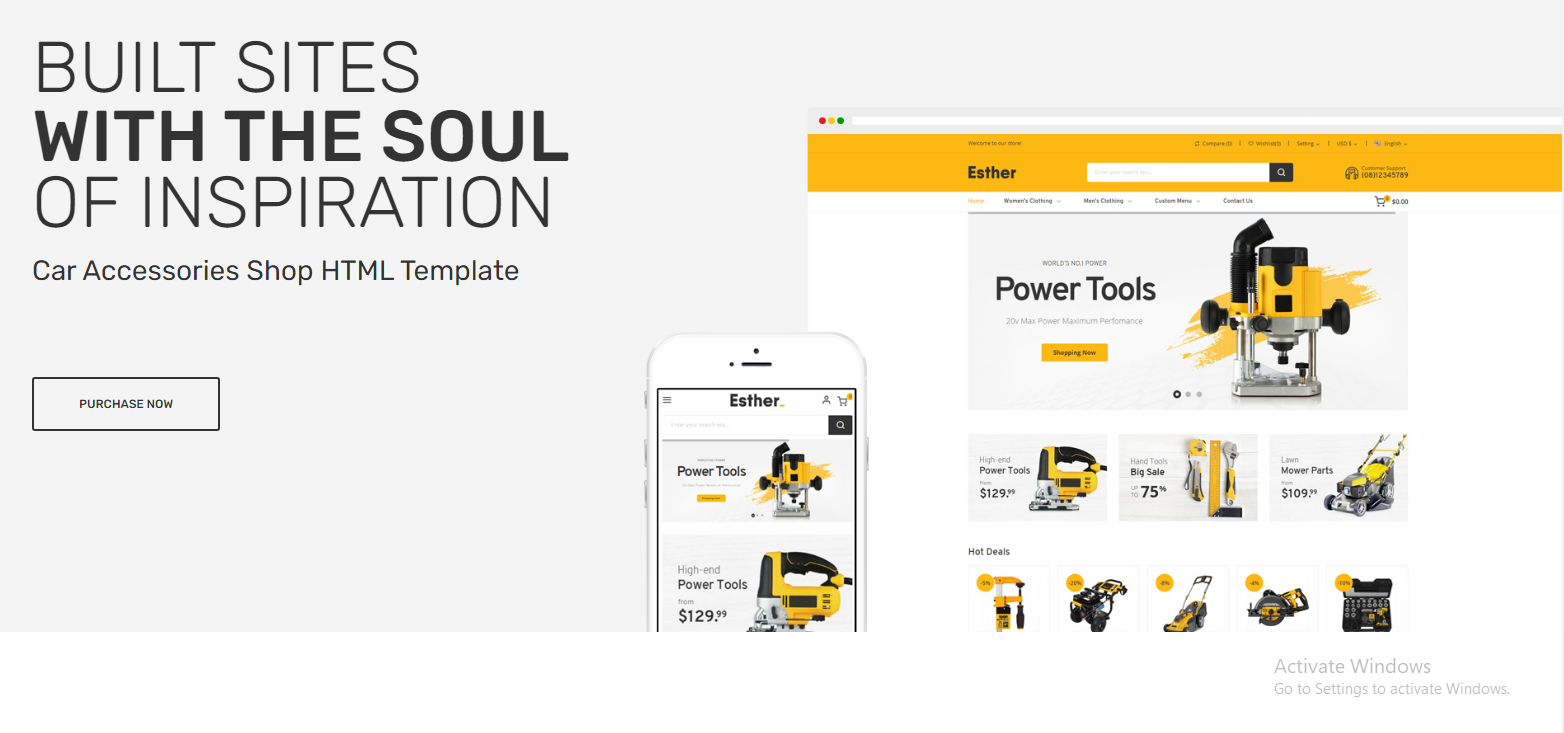 BUILT SITES
WITH THE SOUL
OF INSPIRATION
Car Accessories Shop HTML Template
PURCHASE NOW
Welcome to our store!
Compare (0) | Wishlist(0) | Setting | USD $ | English
Esther
Enter your search key...
Customer Support
(08)12345789
Home
Women's Clothing
Men's Clothing
Custom Menu
Contact Us
0
$0.00
WORLD'S NO.1 POWER
Power Tools
20v Max Power Maximum Perfomance
Shopping Now
High-end
Power Tools
from
$129.99
Hand Tools
Big Sale
UP TO 75%
Lawn
Mower Parts
from
$109.99
Hot Deals
-5%
-20%
-8%
-4%
-10%
Esther
Enter your search key...
Power Tools
Shopping Now
High-end
Power Tools
from
$129.99
Activate Windows
Go to Settings to activate Windows.